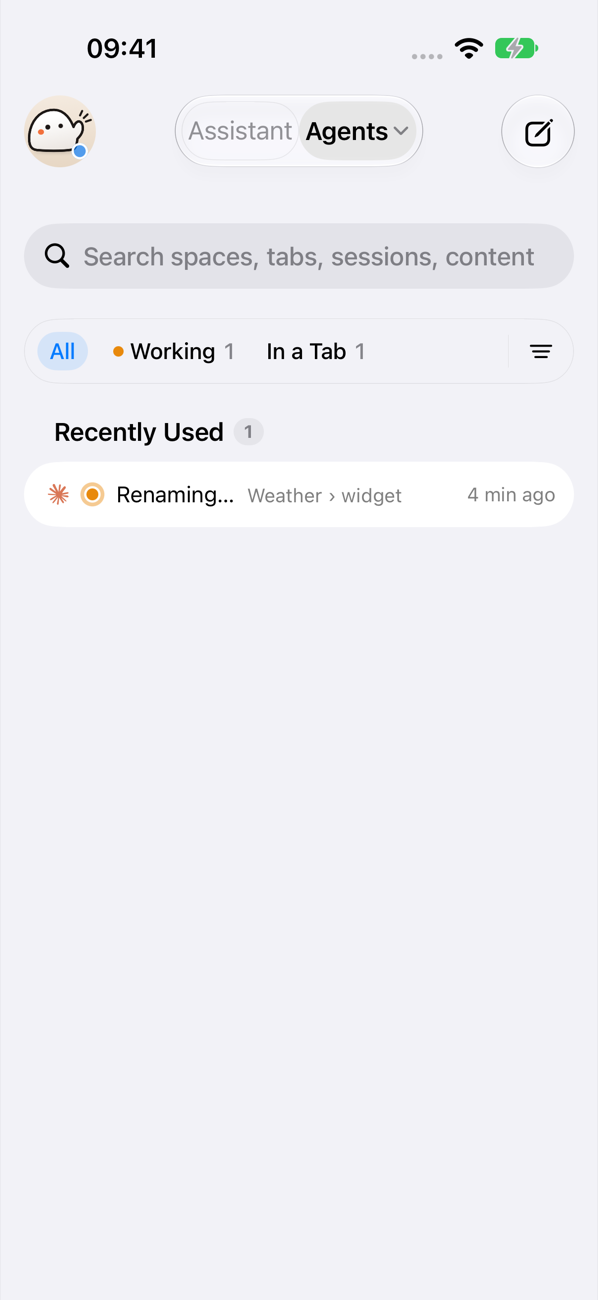 09:41
Assistant Agents
Search spaces, tabs, sessions, content
All Working 1 In a Tab 1
Recently Used 1
Renaming... Weather › widget 4 min ago